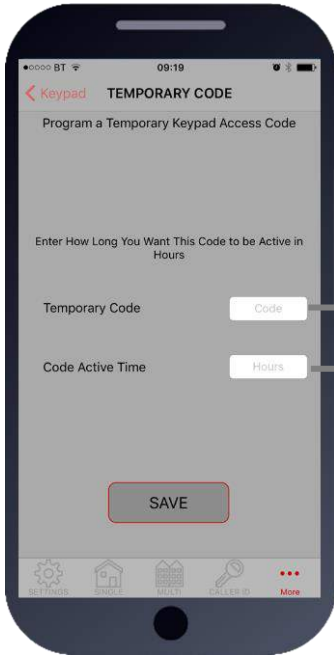 ●○○○○ BT 09:19
Keypad TEMPORARY CODE
Program a Temporary Keypad Access Code
Enter How Long You Want This Code to be Active in
Hours
Temporary Code Code
Code Active Time Hours
SAVE
SETTINGS SINGLE MULTI CALLER ID More